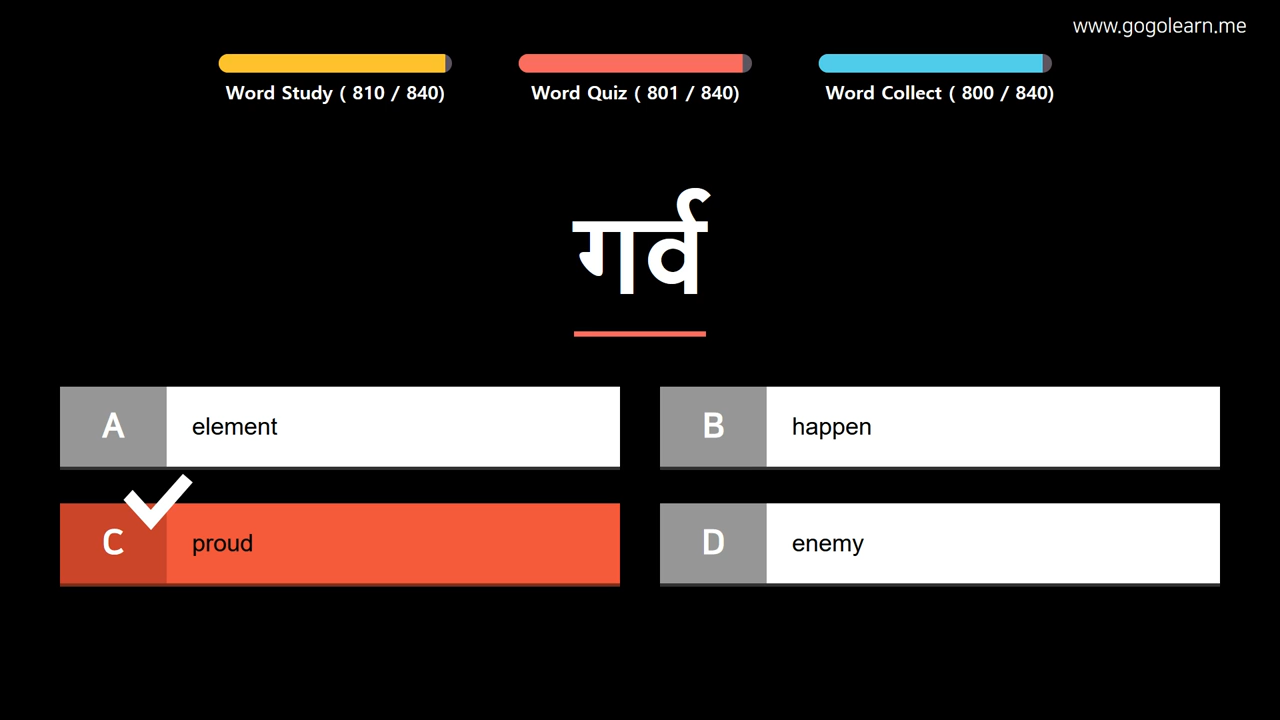 www.gogolearn.me
Word Study ( 810 / 840)
Word Quiz ( 801 / 840)
Word Collect ( 800 / 840)
गर्व
A element
B happen
C proud
D enemy